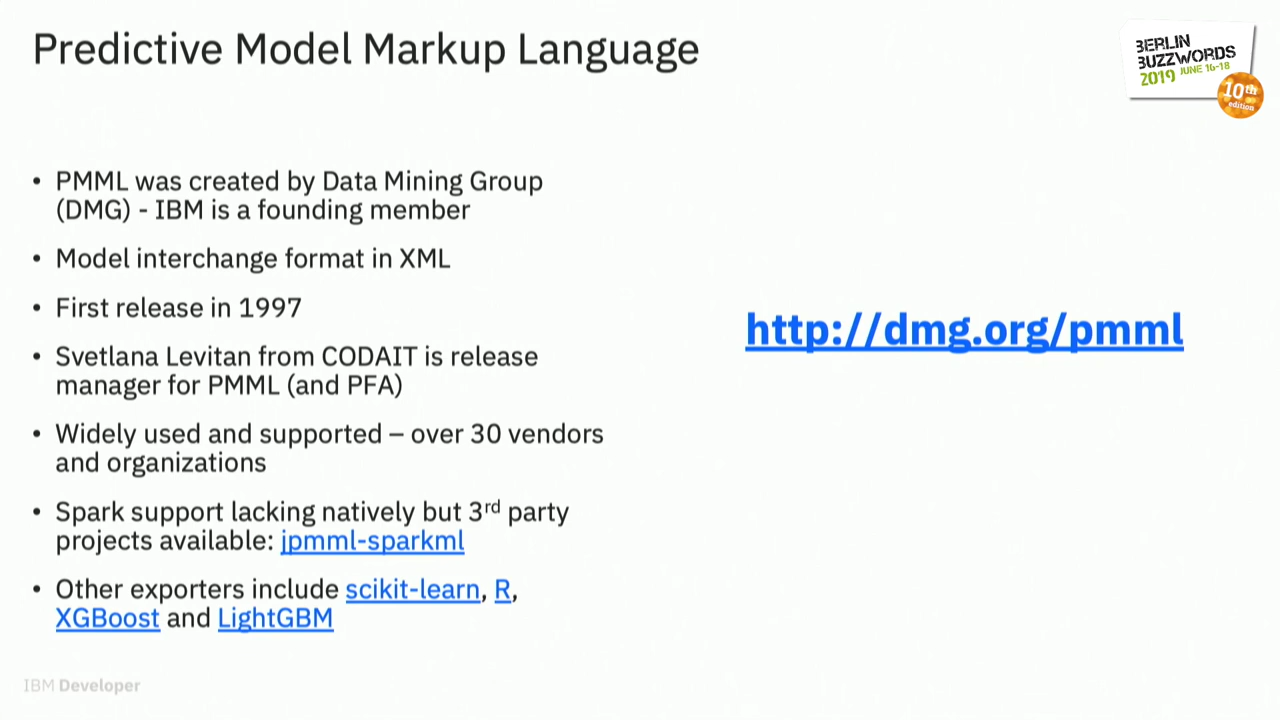 Predictive Model Markup Language
BERLIN
BUZZWORDS
2019 JUNE 16-18
10th
edition
• PMML was created by Data Mining Group
(DMG) - IBM is a founding member
• Model interchange format in XML
• First release in 1997
• Svetlana Levitan from CODAIT is release
manager for PMML (and PFA)
• Widely used and supported – over 30 vendors
and organizations
• Spark support lacking natively but 3rd party
projects available: jpmml-sparkml
• Other exporters include scikit-learn, R,
XGBoost and LightGBM
http://dmg.org/pmml
IBM Developer